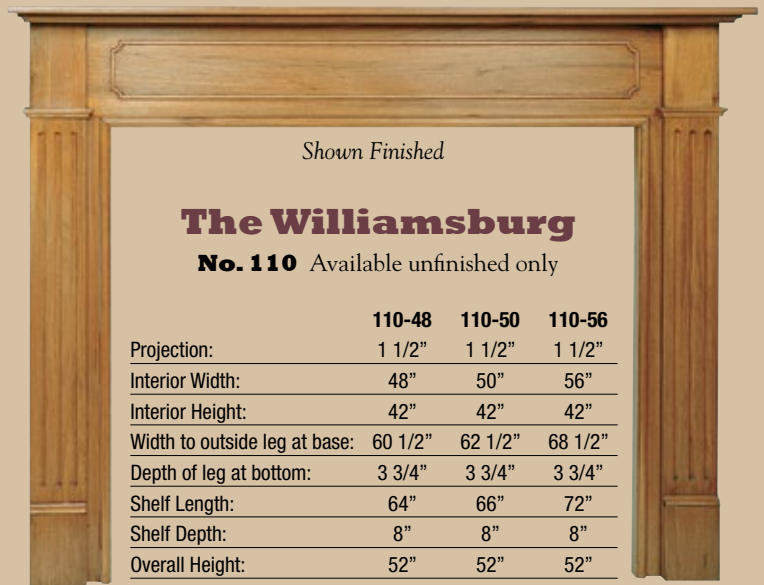 Shown Finished
The Williamsburg
No. 110 Available unfinished only
110-48 110-50 110-56
Projection: 1 1/2” 1 1/2” 1 1/2”
Interior Width: 48” 50” 56”
Interior Height: 42” 42” 42”
Width to outside leg at base: 60 1/2” 62 1/2” 68 1/2”
Depth of leg at bottom: 3 3/4” 3 3/4” 3 3/4”
Shelf Length: 64” 66” 72”
Shelf Depth: 8” 8” 8”
Overall Height: 52” 52” 52”